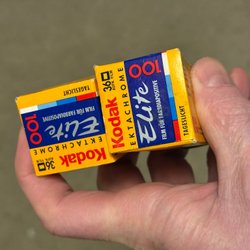 TAGESLICHT
FILM FÜR FARBDIAPOSITIVE
Elite
100
EKTACHROME
Kodak
36
100
FILM FÜR FARBDIAPOSITIVE
Elite
EKTACHROME
Kodak
36
TAGESLICHT